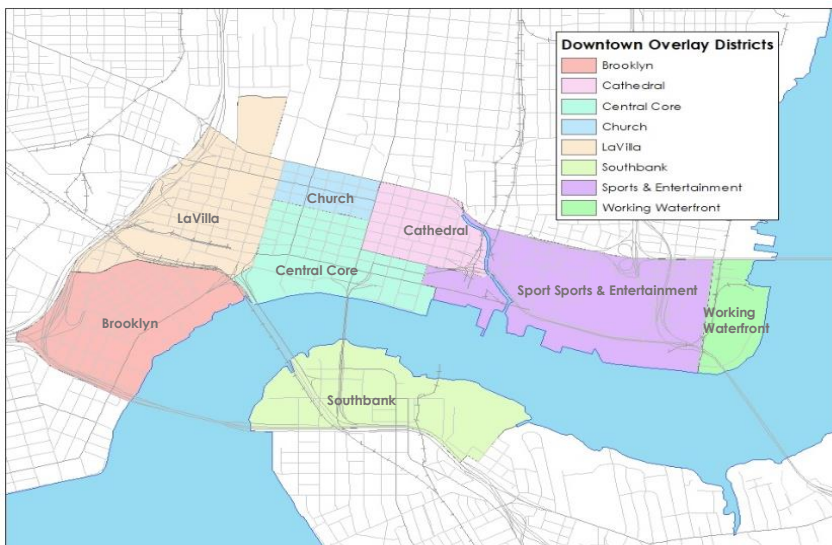 Downtown Overlay Districts
Brooklyn
Cathedral
Central Core
Church
LaVilla
Southbank
Sports & Entertainment
Working Waterfront
Church
LaVilla
Cathedral
Central Core
Sport Sports & Entertainment
Brooklyn
Working
Waterfront
Southbank